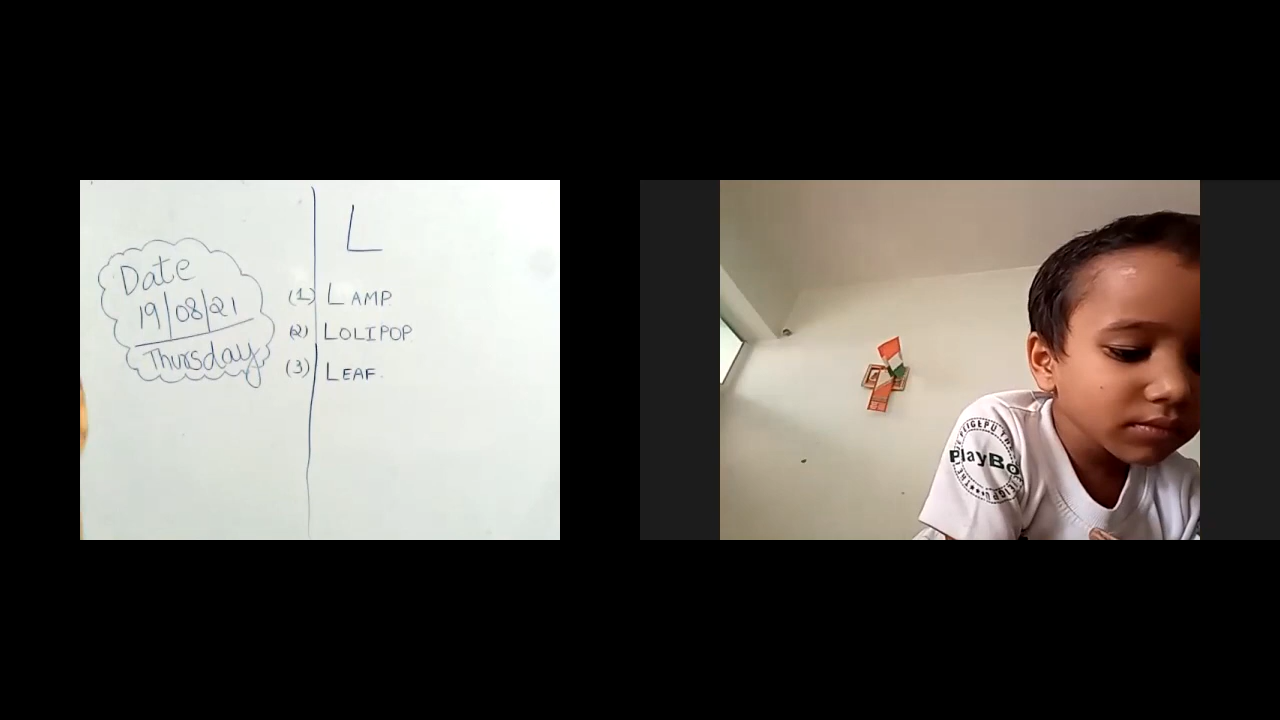 Date
19/08/21
Thursday
L
(1) LAMP.
(2) LOLIPOP.
(3) LEAF.
PlayBo